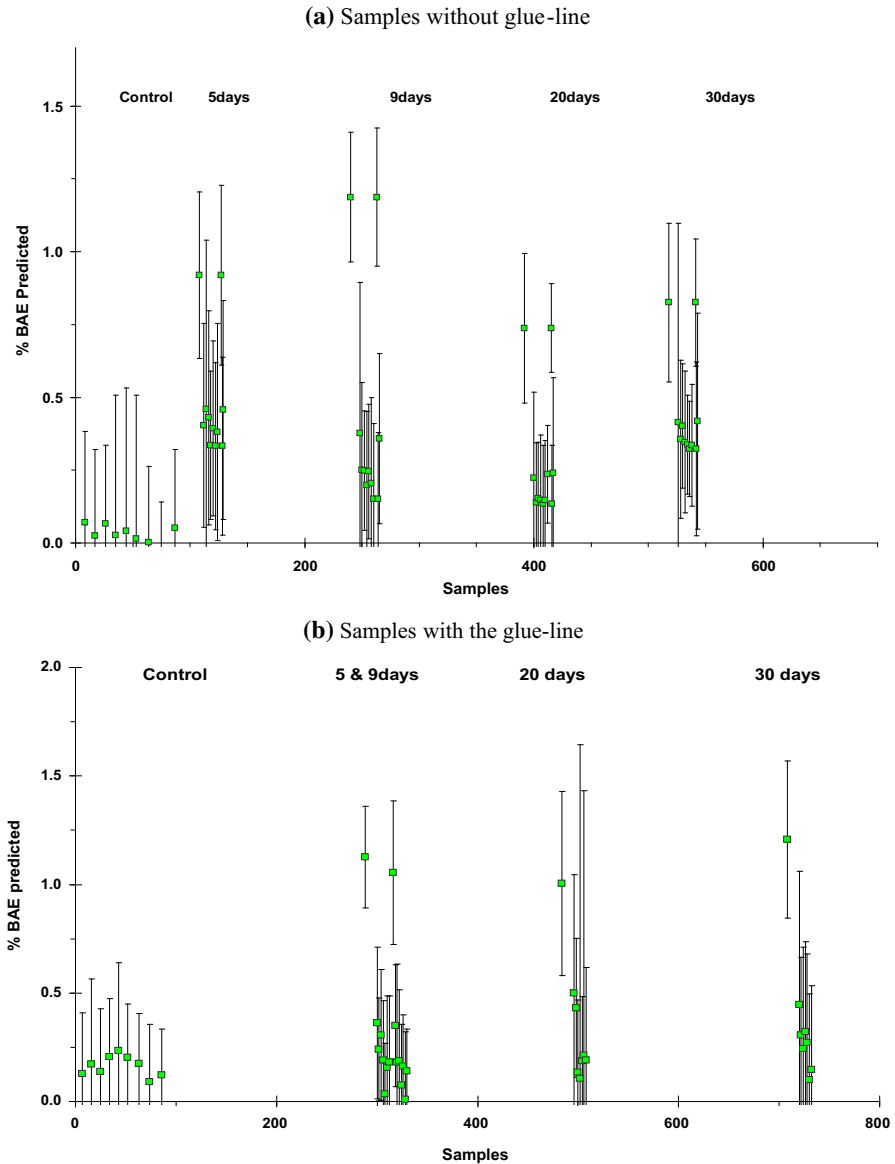 (a) Samples without glue-line
Control 5days 9days 20days 30days
1.5
1.0
0.5
0.0
% BAE Predicted
0 200 400 600
Samples
(b) Samples with the glue-line
2.0
Control 5 & 9days 20 days 30 days
1.5
1.0
0.5
0.0
% BAE predicted
0 200 400 600 800
Samples